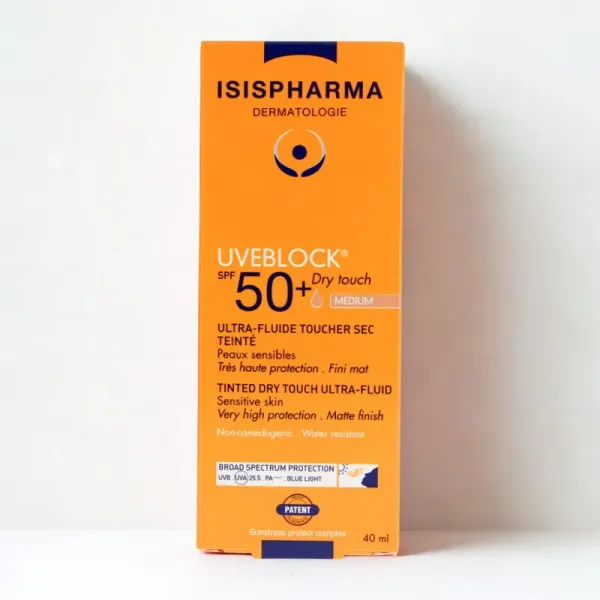 ISISPHARMA
DERMATOLOGIE
UVEBLOCK®
SPF 50+ Dry touch
MEDIUM
ULTRA-FLUIDE TOUCHER SEC
TEINTÉ
Peaux sensibles
Très haute protection . Fini mat
TINTED DRY TOUCH ULTRA-FLUID
Sensitive skin
Very high protection . Matte finish
Non-comedogenic . Water resistant
BROAD SPECTRUM PROTECTION
UVB . UVA 25.5 . PA++++ . BLUE LIGHT
PATENT
Sunstress protect complex
40 ml